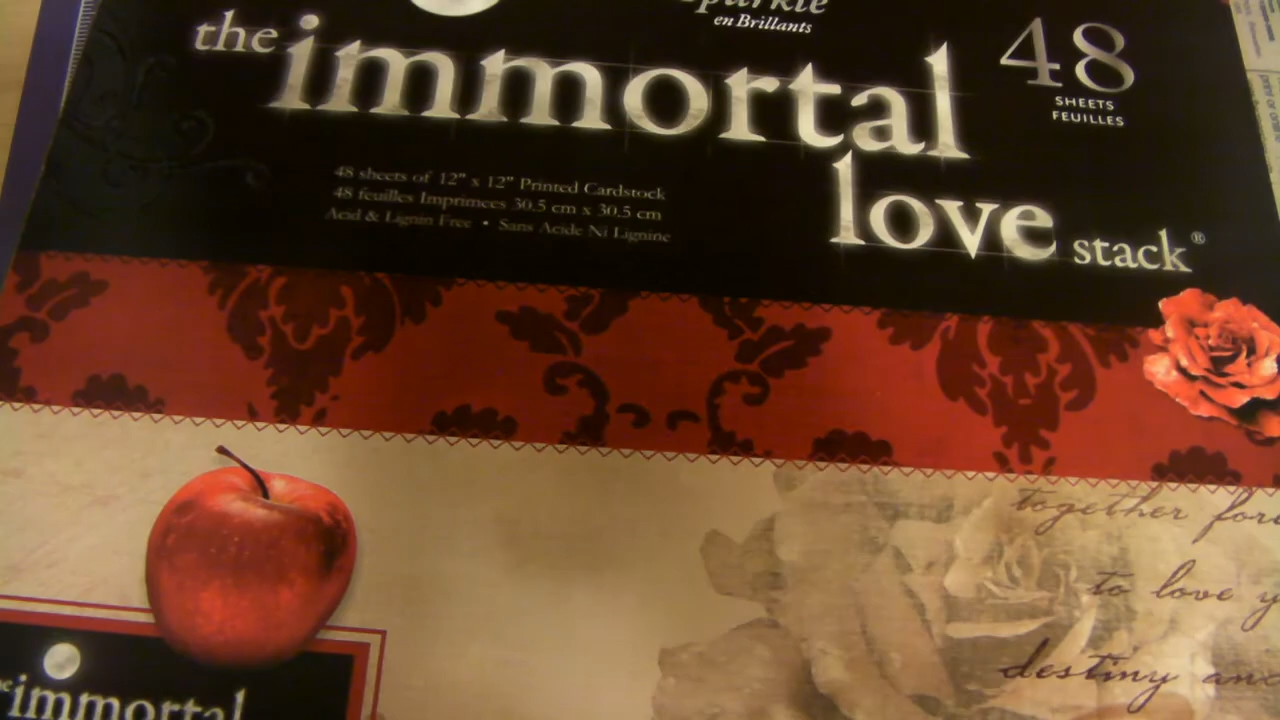 Sparkle
en Brillants
the immortal
love stack®
48
SHEETS
FEUILLES
48 sheets of 12" x 12" Printed Cardstock
48 feuilles Imprimees 30.5 cm x 30.5 cm
Acid & Lignin Free • Sans Acide Ni Lignine
together
to love
destiny
immortal